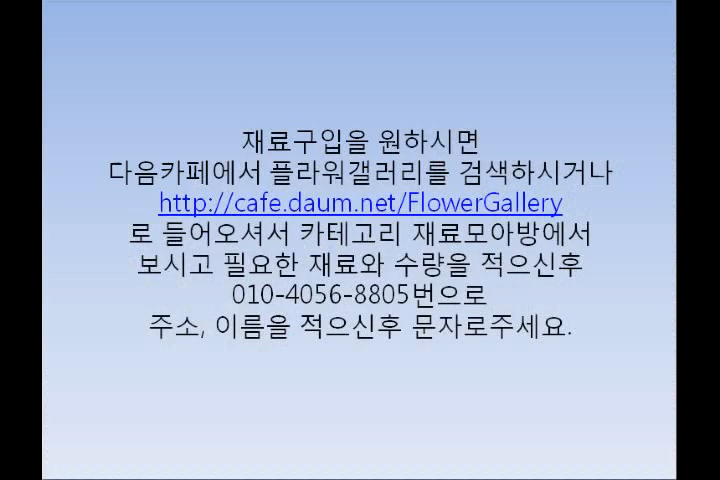 재료구입을 원하시면
다음카페에서 플라워갤러리를 검색하시거나
http://cafe.daum.net/FlowerGallery
로 들어오셔서 카테고리 재료모아방에서
보시고 필요한 재료와 수량을 적으신후
010-4056-8805번으로
주소, 이름을 적으신후 문자로주세요.